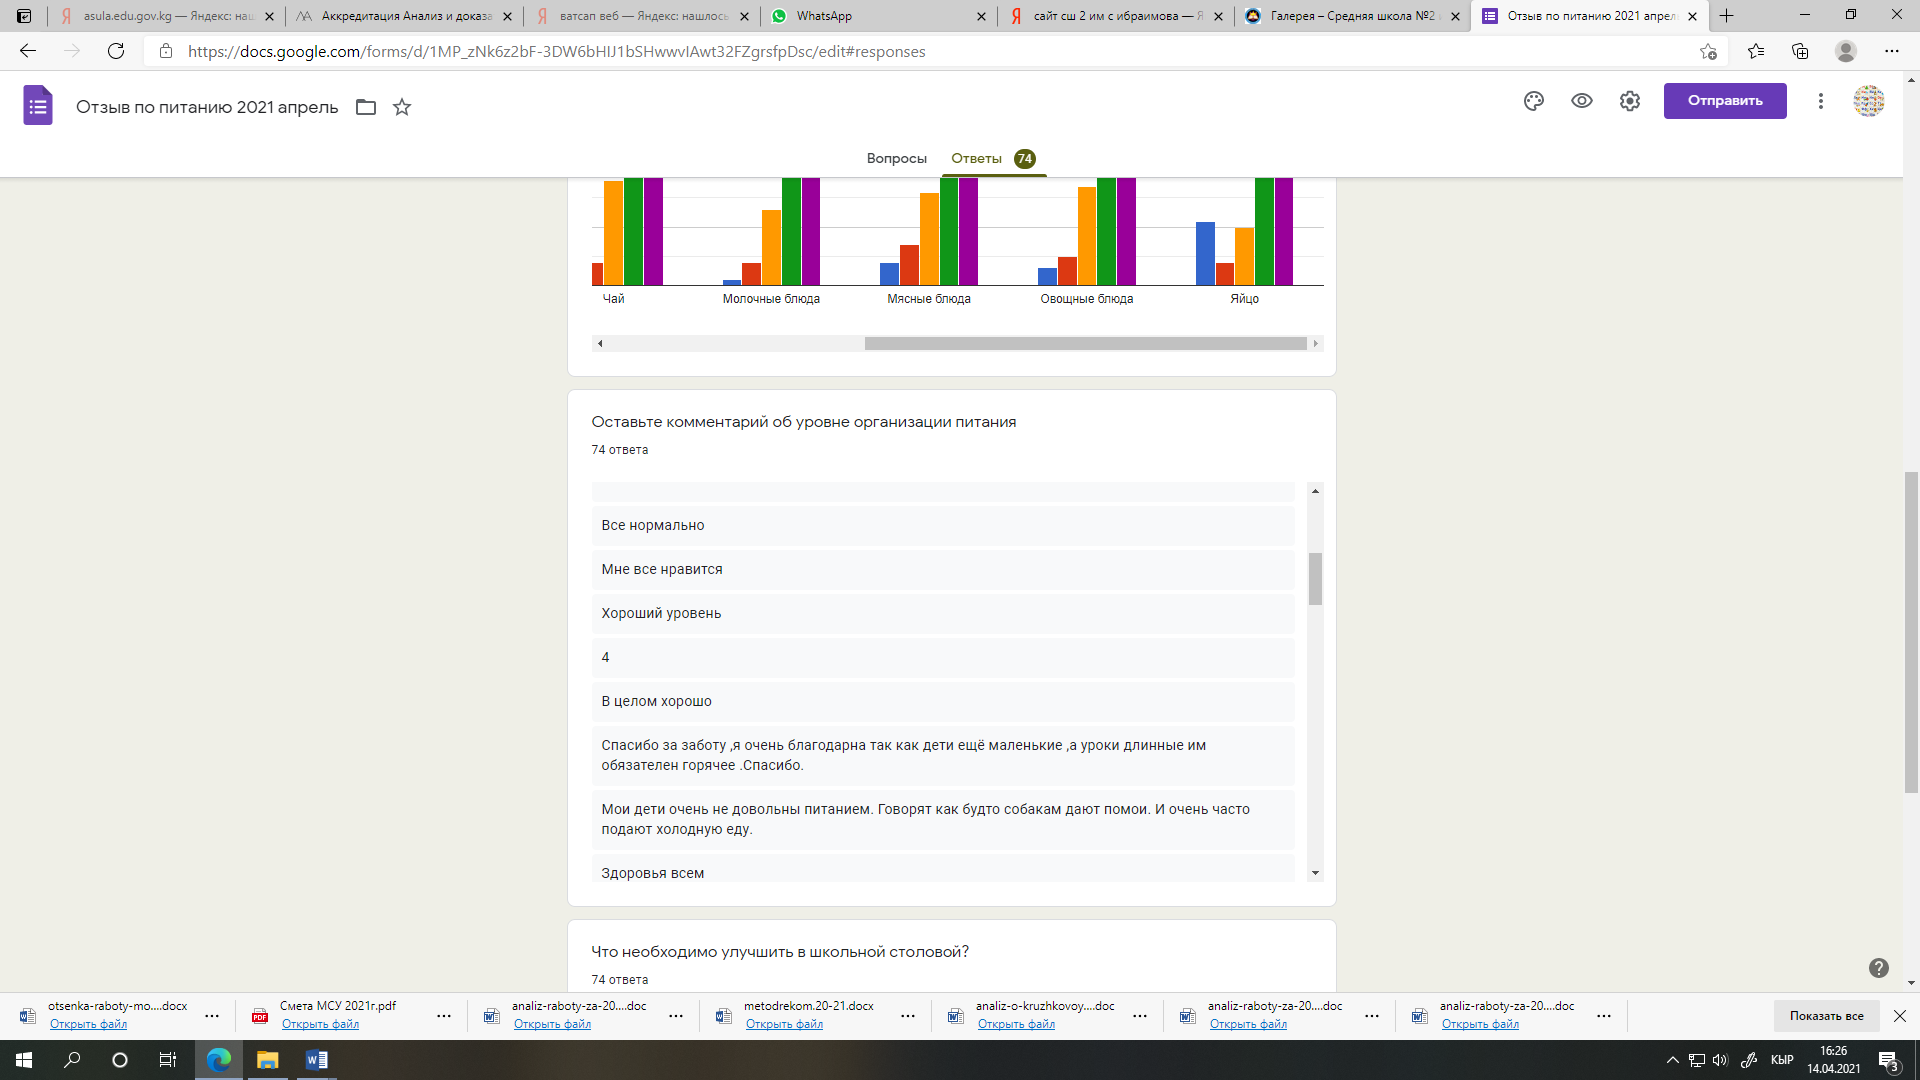 asula.edu.gov.kg — Яндекс: наш
Аккредитация Анализ и доказа
ватсап веб — Яндекс: нашлось
WhatsApp
сайт сш 2 им с ибраимова — Я
Галерея – Средняя школа №2
Отзыв по питанию 2021 апрел
https://docs.google.com/forms/d/1MP_zNk6z2bF-3DW6bHIJ1bSHwwvIAwt32FZgrsfpDsc/edit#responses
Отзыв по питанию 2021 апрель
Отправить
Вопросы Ответы 74
Чай Молочные блюда Мясные блюда Овощные блюда Яйцо
Оставьте комментарий об уровне организации питания
74 ответа
Все нормально
Мне все нравится
Хороший уровень
4
В целом хорошо
Спасибо за заботу ,я очень благодарна так как дети ещё маленькие ,а уроки длинные им
обязателен горячее .Спасибо.
Мои дети очень не довольны питанием. Говорят как будто собакам дают помои. И очень часто
подают холодную еду.
Здоровья всем
Что необходимо улучшить в школьной столовой?
74 ответа
otsenka-raboty-mo....docx
Открыть файл
Смета МСУ 2021г.pdf
Открыть файл
analiz-raboty-za-20....doc
Открыть файл
metodrekom.20-21.docx
Открыть файл
analiz-o-kruzhkovoy....doc
Открыть файл
analiz-raboty-za-20....doc
Открыть файл
analiz-raboty-za-20....doc
Открыть файл
Показать все
КЫР
16:26
14.04.2021
3